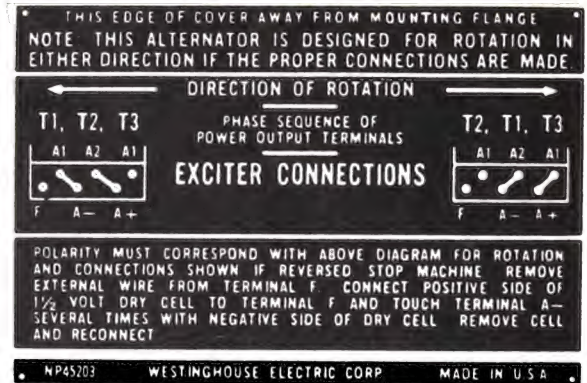 THIS EDGE OF COVER AWAY FROM MOUNTING FLANGE
NOTE THIS ALTERNATOR IS DESIGNED FOR ROTATION IN
EITHER DIRECTION IF THE PROPER CONNECTIONS ARE MADE.
DIRECTION OF ROTATION
T1, T2, T3
PHASE SEQUENCE OF
POWER OUTPUT TERMINALS
T2, T1, T3
A1 A2 A1
EXCITER CONNECTIONS
A1 A2 A1
F A− A+
F A− A+
POLARITY MUST CORRESPOND WITH ABOVE DIAGRAM FOR ROTATION
AND CONNECTIONS SHOWN IF REVERSED STOP MACHINE REMOVE
EXTERNAL WIRE FROM TERMINAL F. CONNECT POSITIVE SIDE OF
1½ VOLT DRY CELL TO TERMINAL F AND TOUCH TERMINAL A−
SEVERAL TIMES WITH NEGATIVE SIDE OF DRY CELL REMOVE CELL
AND RECONNECT
NP45203 WESTINGHOUSE ELECTRIC CORP MADE IN U.S.A.